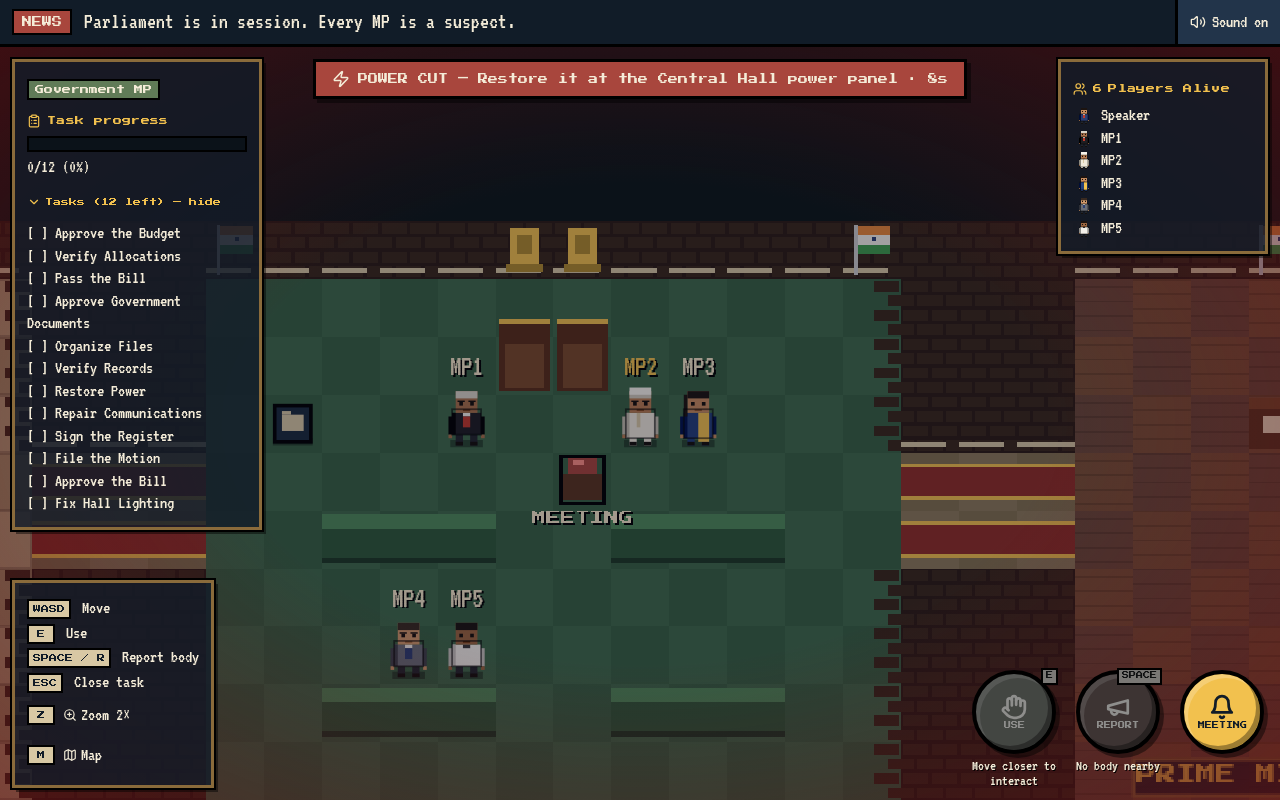 NEWS Parliament is in session. Every MP is a suspect. Sound on
POWER CUT — Restore it at the Central Hall power panel · 8s
Government MP
Task progress
0/12 (0%)
Tasks (12 left) — hide
[ ] Approve the Budget
[ ] Verify Allocations
[ ] Pass the Bill
[ ] Approve Government
Documents
[ ] Organize Files
[ ] Verify Records
[ ] Restore Power
[ ] Repair Communications
[ ] Sign the Register
[ ] File the Motion
[ ] Approve the Bill
[ ] Fix Hall Lighting
6 Players Alive
Speaker
MP1
MP2
MP3
MP4
MP5
MP1
MP2
MP3
MEETING
MP4
MP5
WASD Move
E Use
SPACE / R Report body
ESC Close task
Z Zoom 2X
M Map
E
USE
Move closer to
interact
SPACE
REPORT
No body nearby
MEETING
PRIME M